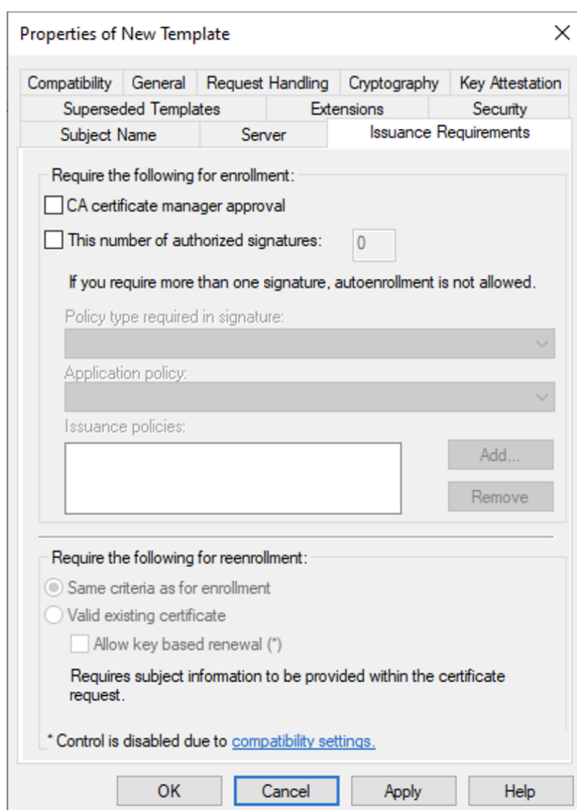 Properties of New Template
Compatibility General Request Handling Cryptography Key Attestation
Superseded Templates Extensions Security
Subject Name Server Issuance Requirements
Require the following for enrollment:
CA certificate manager approval
This number of authorized signatures: 0
If you require more than one signature, autoenrollment is not allowed.
Policy type required in signature:
Application policy:
Issuance policies:
Add...
Remove
Require the following for reenrollment:
Same criteria as for enrollment
Valid existing certificate
Allow key based renewal (*)
Requires subject information to be provided within the certificate
request.
* Control is disabled due to compatibility settings.
OK Cancel Apply Help